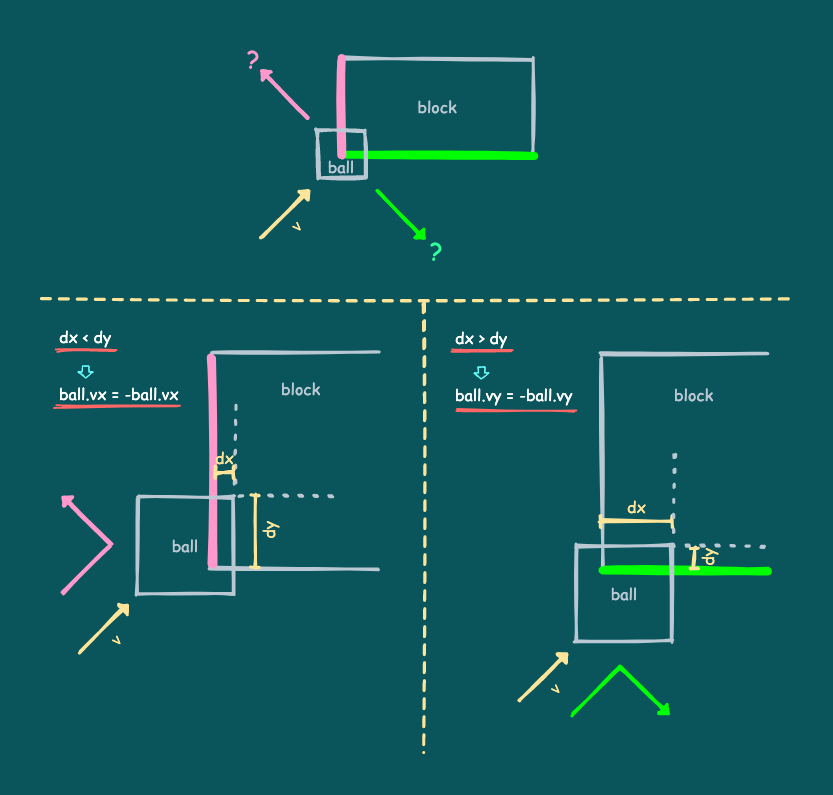 ?
block
ball
v
?
dx < dy
ball.vx = -ball.vx
block
dx
dy
ball
v
dx > dy
ball.vy = -ball.vy
block
dx
dy
ball
v